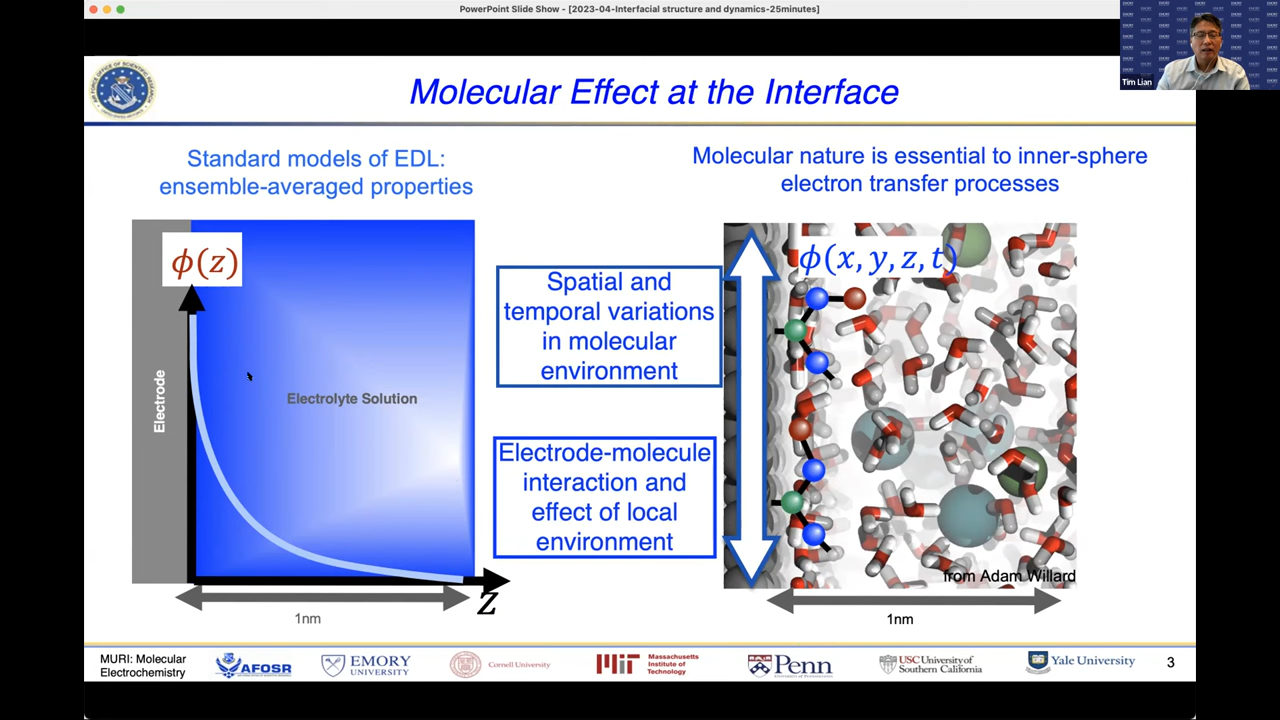 PowerPoint Slide Show - [2023-04-Interfacial structure and dynamics-25minutes]
Tim Lian
Molecular Effect at the Interface
Standard models of EDL:
ensemble-averaged properties
ϕ(z)
Electrode
Electrolyte Solution
z
1nm
Spatial and
temporal variations
in molecular
environment
Electrode-molecule
interaction and
effect of local
environment
Molecular nature is essential to inner-sphere
electron transfer processes
ϕ(x, y, z, t)
from Adam Willard
1nm
MURI: Molecular
Electrochemistry
AFOSR
EMORY
UNIVERSITY
Cornell University
MIT
Massachusetts
Institute of
Technology
Penn
USC University of
Southern California
Yale University
3